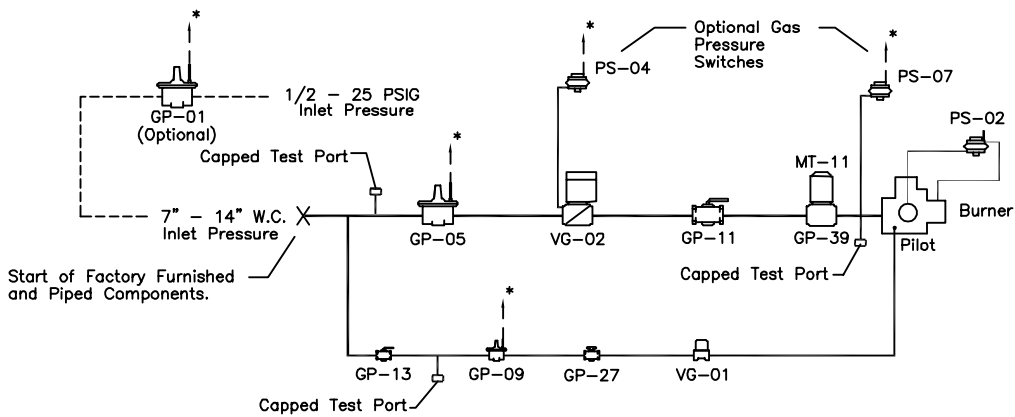 *
Optional Gas
Pressure
Switches
*
*
PS-04
PS-07
1/2 - 25 PSIG
Inlet Pressure
GP-01
(Optional)
*
PS-02
Capped Test Port
MT-11
7" - 14" W.C.
Inlet Pressure
GP-05
VG-02
GP-11
GP-39
Burner
Pilot
Start of Factory Furnished
and Piped Components.
Capped Test Port
*
GP-13
GP-09
GP-27
VG-01
Capped Test Port